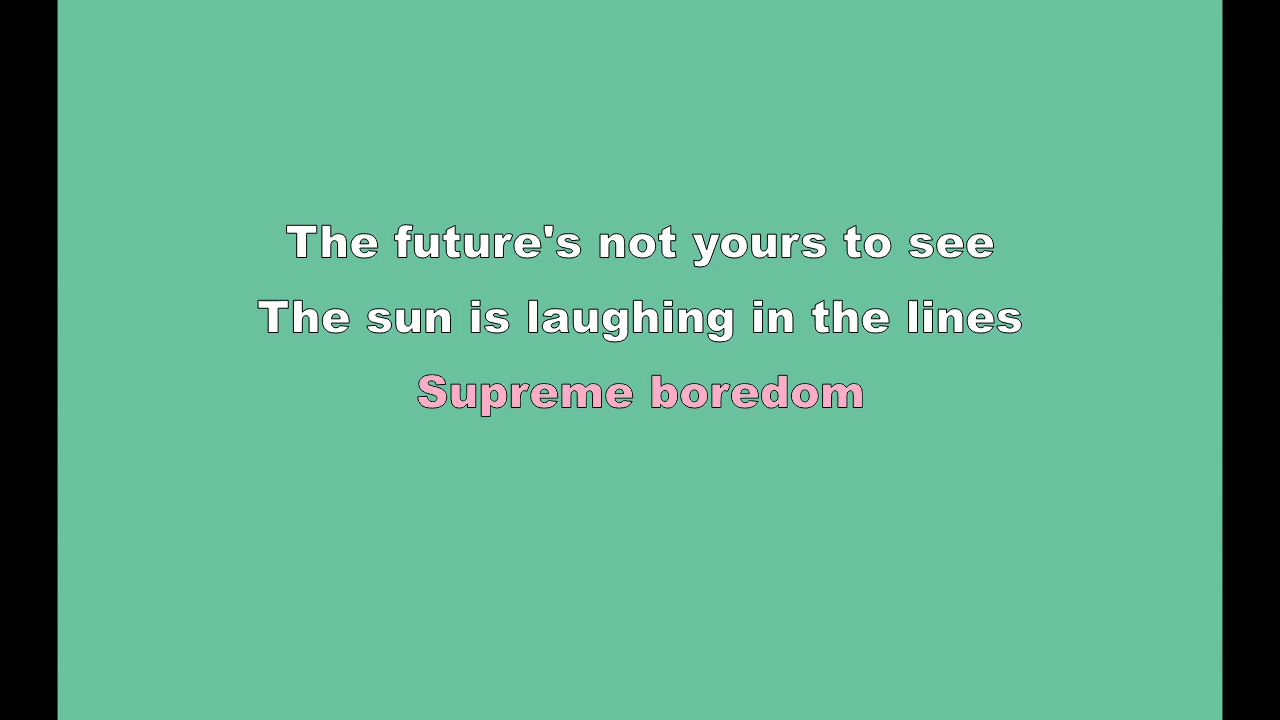 The future's not yours to see
The sun is laughing in the lines
Supreme boredom